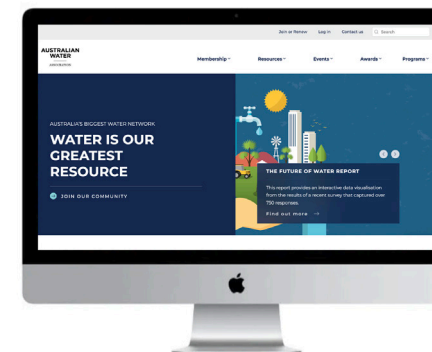 Join or Renew Log in Contact us Search
AUSTRALIAN
WATER
ASSOCIATION
Membership Resources Events Awards Programs
AUSTRALIA'S BIGGEST WATER NETWORK
WATER IS OUR
GREATEST
RESOURCE
JOIN OUR COMMUNITY
THE FUTURE OF WATER REPORT
This report provides an interactive data visualisation
from the results of a recent survey that captured over
750 responses.
Find out more →